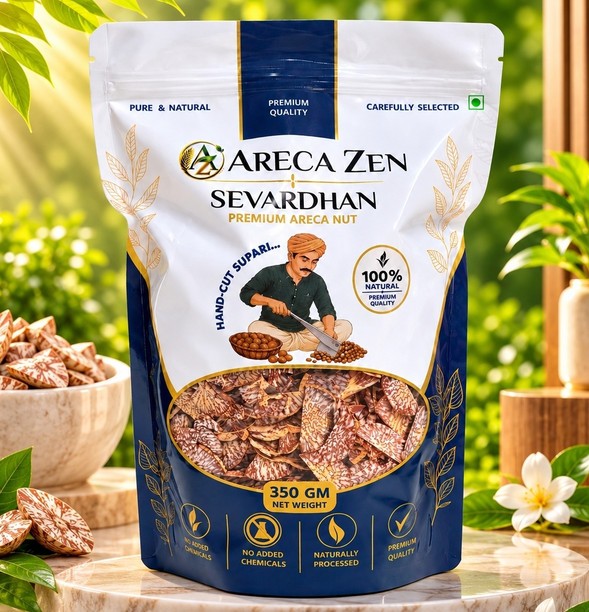 PURE & NATURAL
PREMIUM
QUALITY
CAREFULLY SELECTED
AZ
ARECA ZEN
SEVARDHAN
PREMIUM ARECA NUT
HAND-CUT SUPARI...
100%
NATURAL
PREMIUM
QUALITY
350 GM
NET WEIGHT
NO ADDED
CHEMICALS
NO ADDED
CHEMICALS
NATURALLY
PROCESSED
PREMIUM
QUALITY